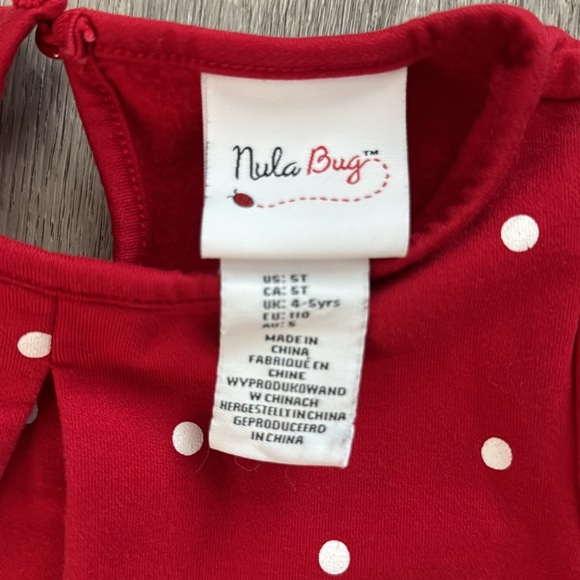 Nula Bug™
US: 5T
CA: 5T
UK: 4-5yrs
EU: 110
AU: 5
MADE IN
CHINA
FABRIQUÉ EN
CHINE
WYPRODUKOWANO
W CHINACH
HERGESTELLT IN CHINA
GEPRODUCEERD
IN CHINA